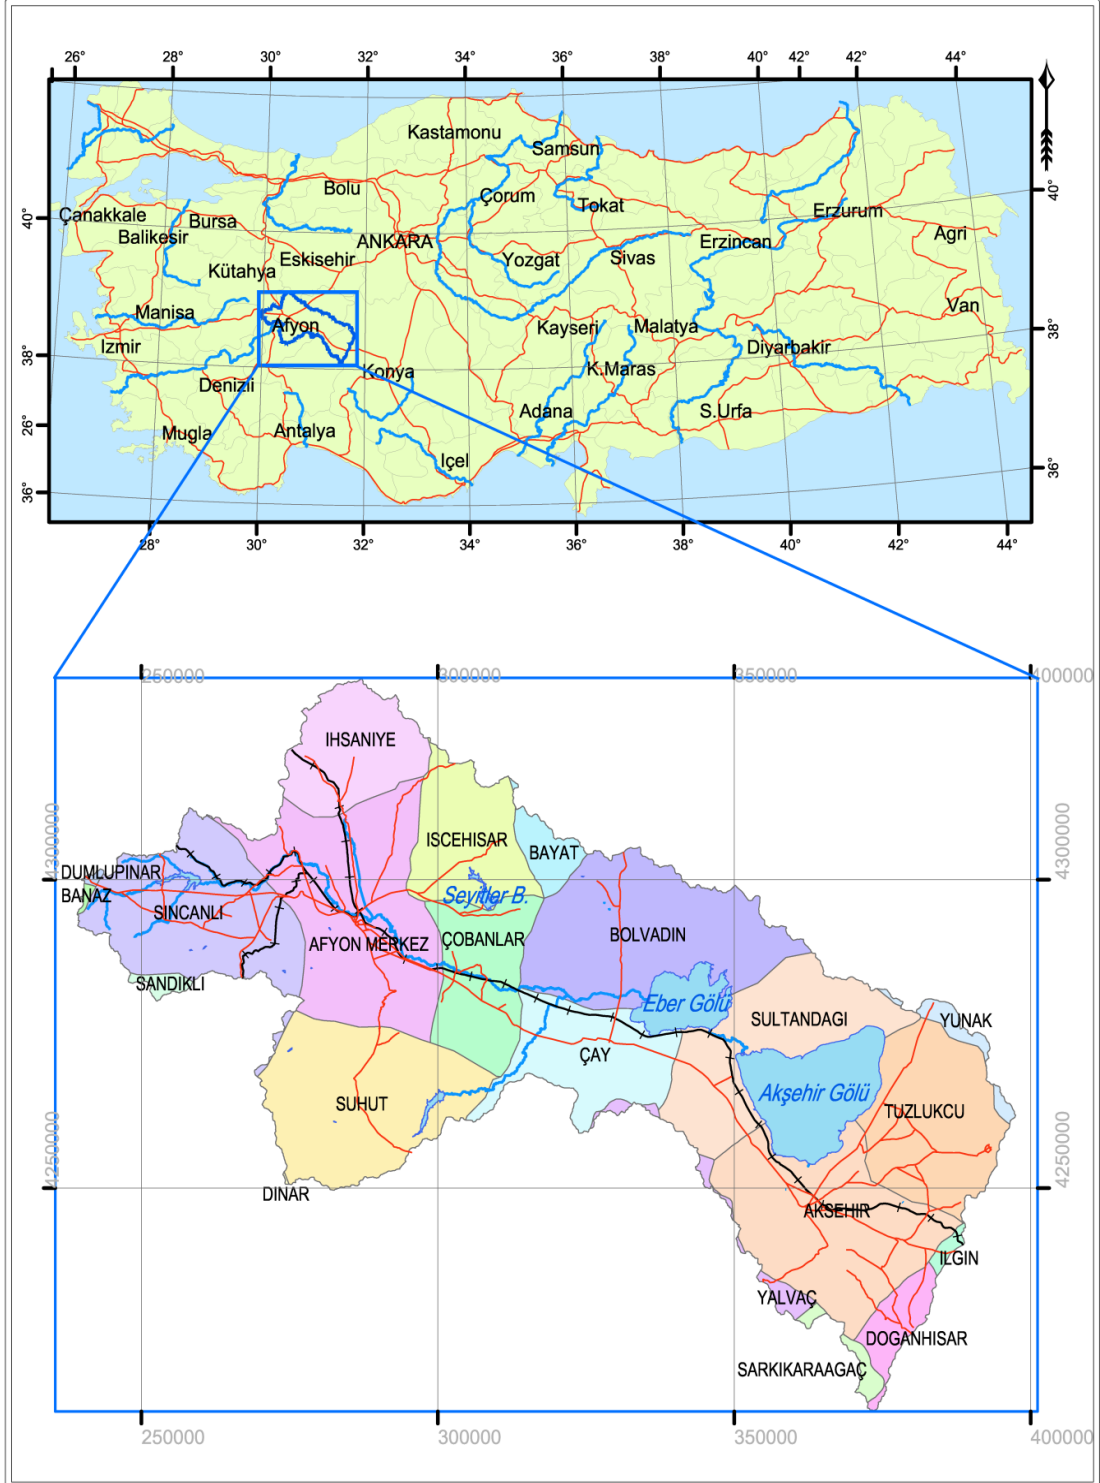 26° 28° 30° 32° 34° 36° 38° 40° 42° 42° 44°
Kastamonu
Samsun
Bolu
Çorum
Tokat
40°
Çanakkale
Bursa
Erzurum
40°
Balikesir
ANKARA
Erzincan
Agri
Eskisehir
Yozgat
Sivas
Kütahya
Manisa
Van
Afyon
Kayseri
Malatya
38°
Izmir
Diyarbakir
38°
Konya
K.Maras
Denizli
Adana
S.Urfa
26°
Mugla
Antalya
Içel
36°
36°
28° 30° 32° 34° 36° 38° 40° 42° 44°
250000 300000 350000 400000
IHSANIYE
4300000
4300000
ISCEHISAR
BAYAT
DUMLUPINAR
BANAZ
Seyitler B.
SINCANLI
AFYON MERKEZ
ÇOBANLAR
BOLVADIN
SANDIKLI
Eber Gölü
SULTANDAGI
YUNAK
ÇAY
Akşehir Gölü
SUHUT
TUZLUKCU
4250000
4250000
DINAR
AKSEHIR
ILGIN
YALVAÇ
DOGANHISAR
SARKIKARAAGAÇ
250000 300000 350000 400000